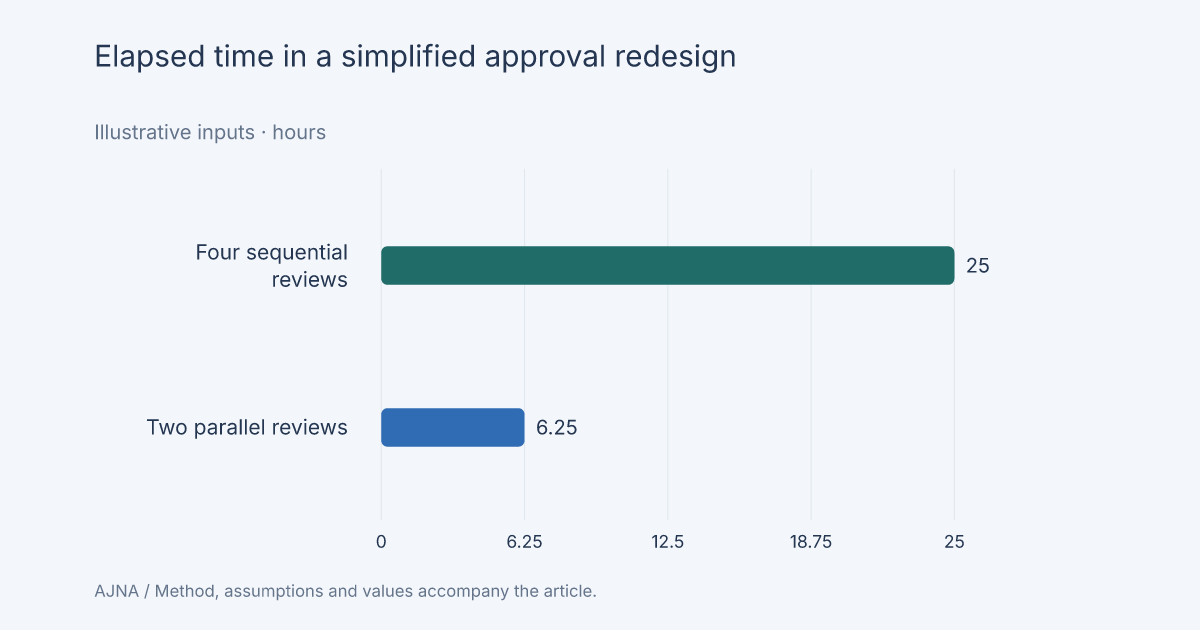 Elapsed time in a simplified approval redesign
Illustrative inputs · hours
Four sequential
reviews
25
Two parallel reviews
6.25
0
6.25
12.5
18.75
25
AJNA / Method, assumptions and values accompany the article.